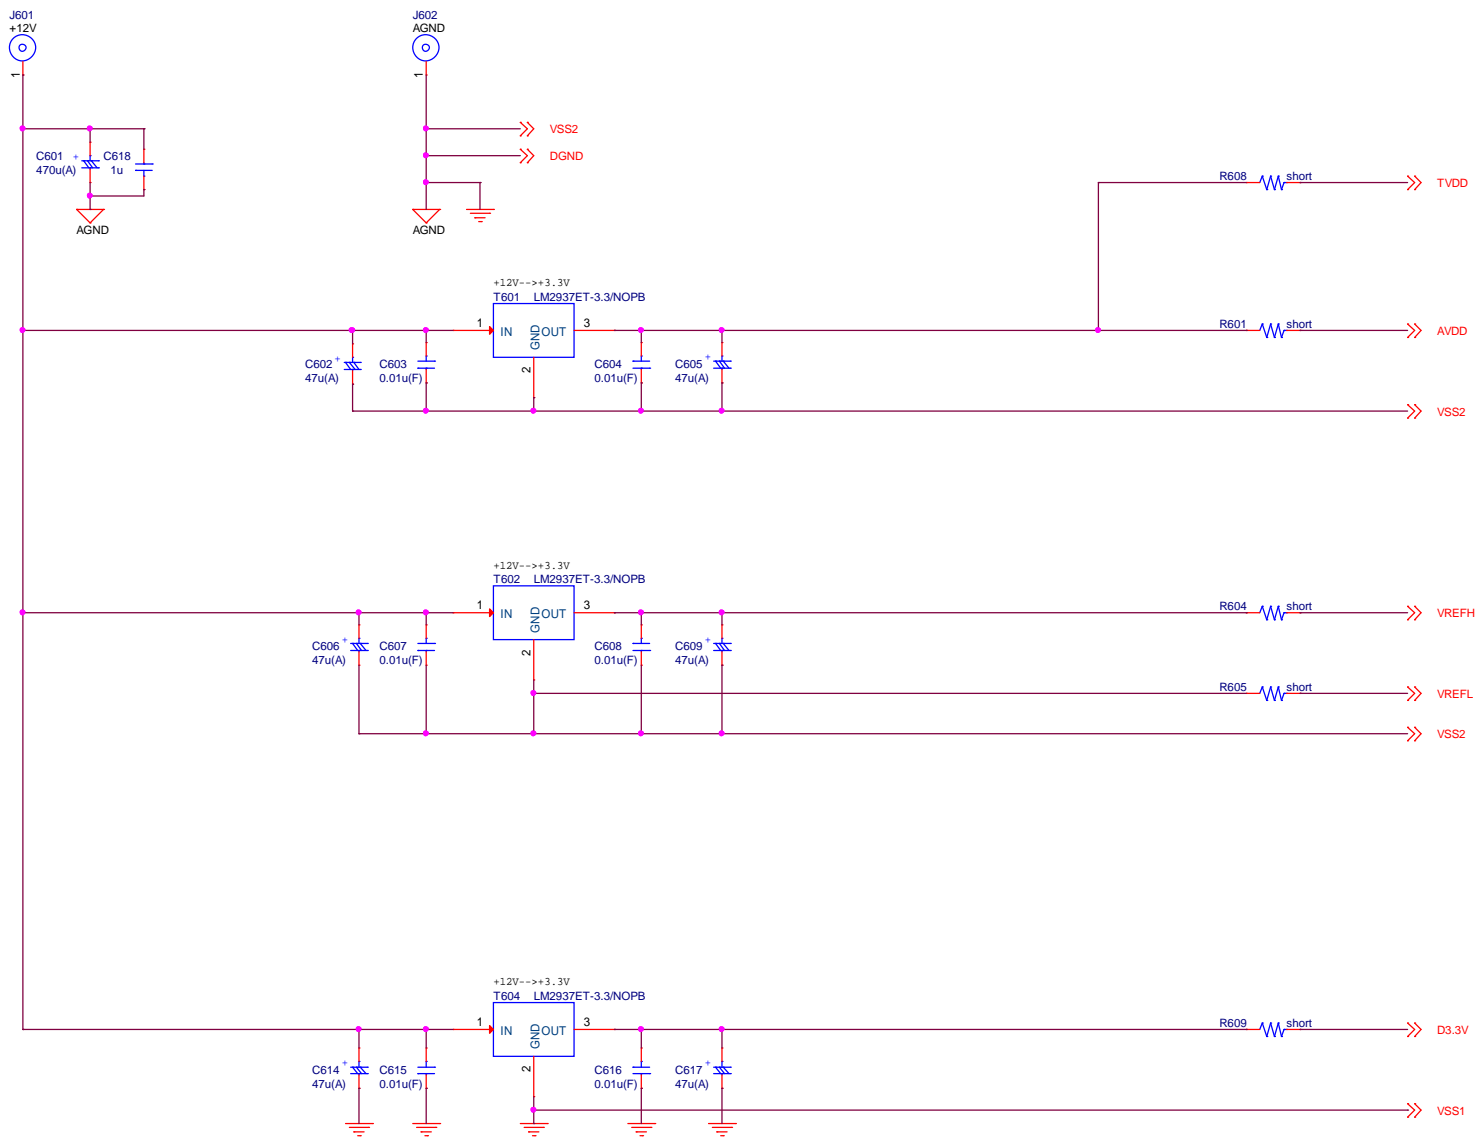 J601
+12V
1
J602
AGND
1
VSS2
DGND
C601
470u(A)
+
C618
1u
AGND
AGND
R608
short
TVDD
+12V-->+3.3V
T601 LM2937ET-3.3/NOPB
1
IN
GND
OUT
3
2
R601
short
AVDD
C602
47u(A)
+
C603
0.01u(F)
C604
0.01u(F)
C605
47u(A)
+
VSS2
+12V-->+3.3V
T602 LM2937ET-3.3/NOPB
1
IN
GND
OUT
3
2
R604
short
VREFH
C606
47u(A)
+
C607
0.01u(F)
C608
0.01u(F)
C609
47u(A)
+
R605
short
VREFL
VSS2
+12V-->+3.3V
T604 LM2937ET-3.3/NOPB
1
IN
GND
OUT
3
2
R609
short
D3.3V
C614
47u(A)
+
C615
0.01u(F)
C616
0.01u(F)
C617
47u(A)
+
VSS1